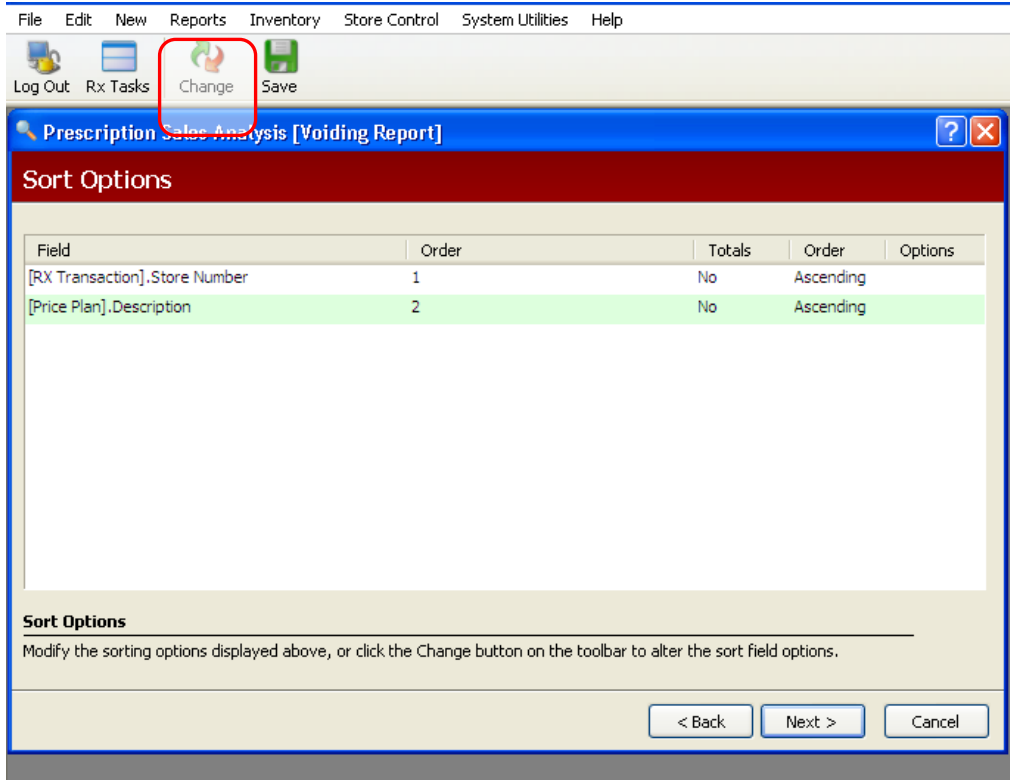 File Edit New Reports Inventory Store Control System Utilities Help
Log Out Rx Tasks Change Save
Prescription Sales Analysis [Voiding Report]
Sort Options
Field Order Totals Order Options
[RX Transaction].Store Number 1 No Ascending
[Price Plan].Description 2 No Ascending
Sort Options
Modify the sorting options displayed above, or click the Change button on the toolbar to alter the sort field options.
< Back Next > Cancel